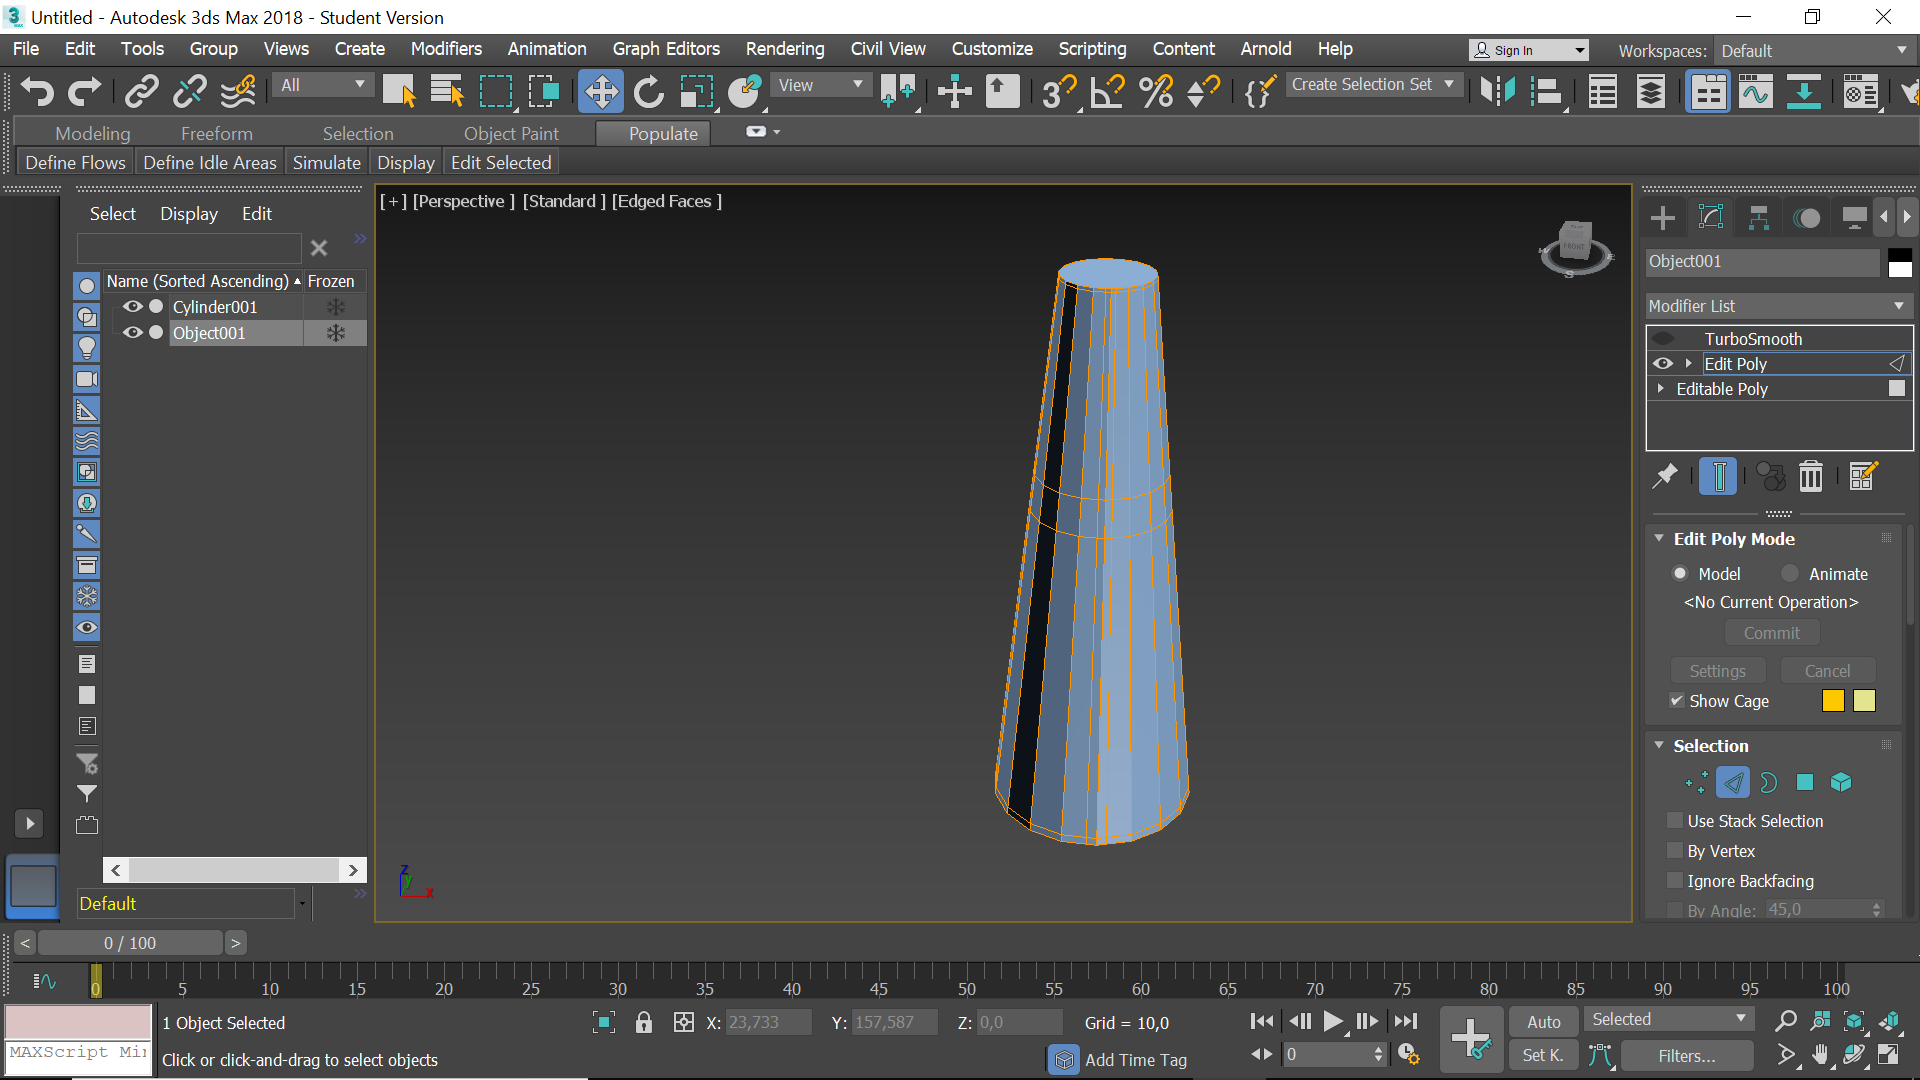 Untitled - Autodesk 3ds Max 2018 - Student Version
File Edit Tools Group Views Create Modifiers Animation Graph Editors Rendering Civil View Customize Scripting Content Arnold Help Sign In Workspaces: Default
All View 3 Create Selection Set
Modeling Freeform Selection Object Paint Populate
Define Flows Define Idle Areas Simulate Display Edit Selected
Select Display Edit
Name (Sorted Ascending) Frozen
Cylinder001
Object001
Default
[ + ] [Perspective ] [Standard ] [Edged Faces ]
FRONT
S
z
y
x
Object001
Modifier List
TurboSmooth
Edit Poly
Editable Poly
Edit Poly Mode
Model Animate
<No Current Operation>
Commit
Settings Cancel
Show Cage
Selection
Use Stack Selection
By Vertex
Ignore Backfacing
By Angle: 45,0
< 0 / 100 >
0 5 10 15 20 25 30 35 40 45 50 55 60 65 70 75 80 85 90 95 100
1 Object Selected X: 23,733 Y: 157,587 Z: 0,0 Grid = 10,0 Auto Selected
MAXScript Mi
Click or click-and-drag to select objects Add Time Tag 0 Set K. Filters...